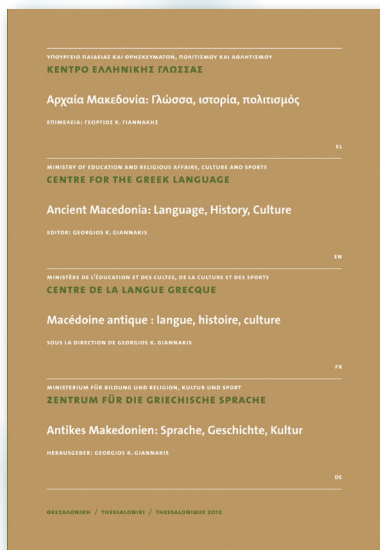 ΥΠΟΥΡΓΕΙΟ ΠΑΙΔΕΙΑΣ ΚΑΙ ΘΡΗΣΚΕΥΜΑΤΩΝ, ΠΟΛΙΤΙΣΜΟΥ ΚΑΙ ΑΘΛΗΤΙΣΜΟΥ
ΚΕΝΤΡΟ ΕΛΛΗΝΙΚΗΣ ΓΛΩΣΣΑΣ
Αρχαία Μακεδονία: Γλώσσα, ιστορία, πολιτισμός
ΕΠΙΜΕΛΕΙΑ: ΓΕΩΡΓΙΟΣ Κ. ΓΙΑΝΝΑΚΗΣ
EL
MINISTRY OF EDUCATION AND RELIGIOUS AFFAIRS, CULTURE AND SPORTS
CENTRE FOR THE GREEK LANGUAGE
Ancient Macedonia: Language, History, Culture
EDITOR: GEORGIOS K. GIANNAKIS
EN
MINISTÈRE DE L'ÉDUCATION ET DES CULTES, DE LA CULTURE ET DES SPORTS
CENTRE DE LA LANGUE GRECQUE
Macédoine antique : langue, histoire, culture
SOUS LA DIRECTION DE GEORGIOS K. GIANNAKIS
FR
MINISTERIUM FÜR BILDUNG UND RELIGION, KULTUR UND SPORT
ZENTRUM FÜR DIE GRIECHISCHE SPRACHE
Antikes Makedonien: Sprache, Geschichte, Kultur
HERAUSGEBER: GEORGIOS K. GIANNAKIS
DE
ΘΕΣΣΑΛΟΝΙΚΗ / THESSALONIKI / THESSALONIQUE 2012